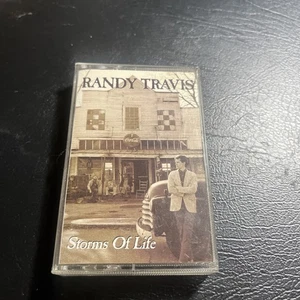 RANDY TRAVIS
Storms Of Life